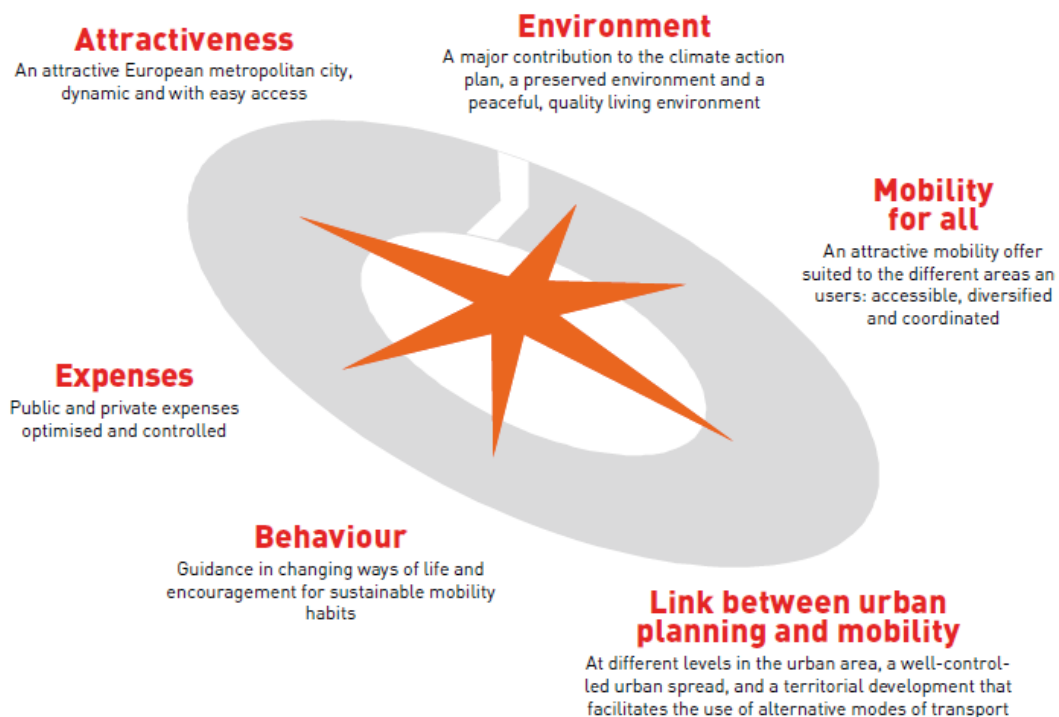 Attractiveness
An attractive European metropolitan city,
dynamic and with easy access
Environment
A major contribution to the climate action
plan, a preserved environment and a
peaceful, quality living environment
Mobility
for all
An attractive mobility offer
suited to the different areas an
users: accessible, diversified
and coordinated
Expenses
Public and private expenses
optimised and controlled
Behaviour
Guidance in changing ways of life and
encouragement for sustainable mobility
habits
Link between urban
planning and mobility
At different levels in the urban area, a well-control-
led urban spread, and a territorial development that
facilitates the use of alternative modes of transport